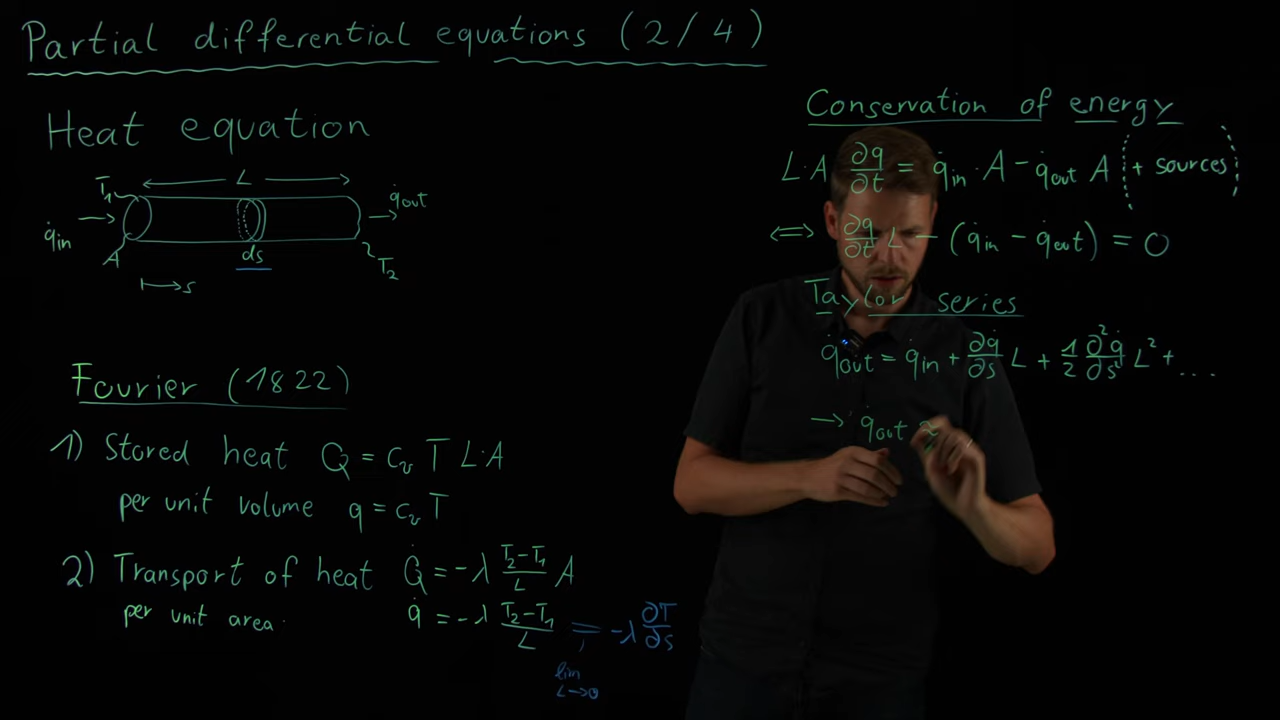 Partial differential equations (2/4)
Heat equation
T₁ L q̇out
q̇in
A ds T₂
s
Fourier (1822)
1) Stored heat Q = cᵥ T L·A
per unit volume q = cᵥ T
2) Transport of heat Q̇ = -λ (T₂-T₁)/L A
per unit area. q̇ = -λ (T₂-T₁)/L = -λ ∂T/∂s
lim
L→0
Conservation of energy
L·A ∂q/∂t = q̇in · A - q̇out A (+ sources)
⟺ ∂q/∂t L - (q̇in - q̇out) = 0
Taylor series
q̇out = q̇in + ∂q̇/∂s L + 1/2 ∂²q̇/∂s² L² + ...
→ q̇out ≈